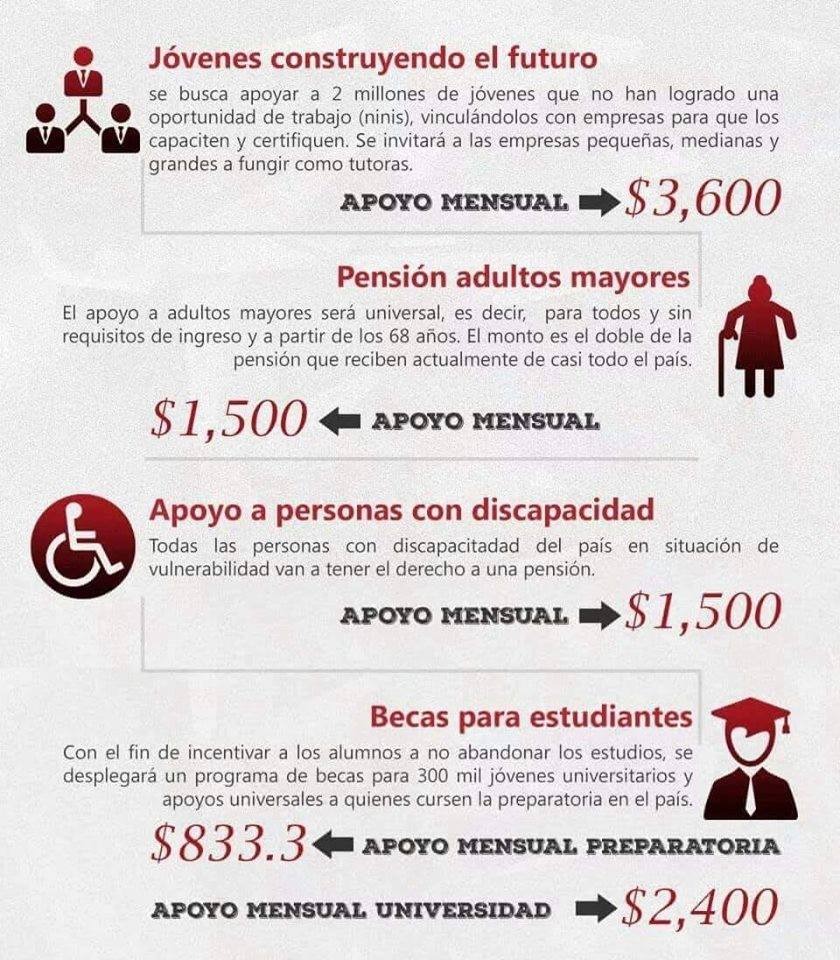 Jóvenes construyendo el futuro
se busca apoyar a 2 millones de jóvenes que no han logrado una
oportunidad de trabajo (ninis), vinculándolos con empresas para que los
capaciten y certifiquen. Se invitará a las empresas pequeñas, medianas y
grandes a fungir como tutoras.
APOYO MENSUAL $3,600
Pensión adultos mayores
El apoyo a adultos mayores será universal, es decir, para todos y sin
requisitos de ingreso y a partir de los 68 años. El monto es el doble de la
pensión que reciben actualmente de casi todo el país.
$1,500 APOYO MENSUAL
Apoyo a personas con discapacidad
Todas las personas con discapacitadad del país en situación de
vulnerabilidad van a tener el derecho a una pensión.
APOYO MENSUAL $1,500
Becas para estudiantes
Con el fin de incentivar a los alumnos a no abandonar los estudios, se
desplegará un programa de becas para 300 mil jóvenes universitarios y
apoyos universales a quienes cursen la preparatoria en el país.
$833.3 APOYO MENSUAL PREPARATORIA
APOYO MENSUAL UNIVERSIDAD $2,400